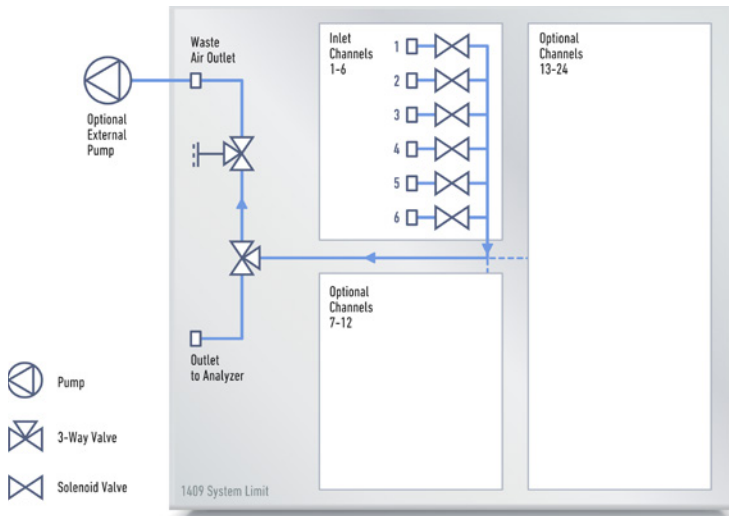 Waste
Air Outlet
Inlet
Channels
1-6
1
2
3
4
5
6
Optional
Channels
13-24
Optional
External
Pump
Optional
Channels
7-12
Outlet
to Analyzer
Pump
3-Way Valve
Solenoid Valve
1409 System Limit